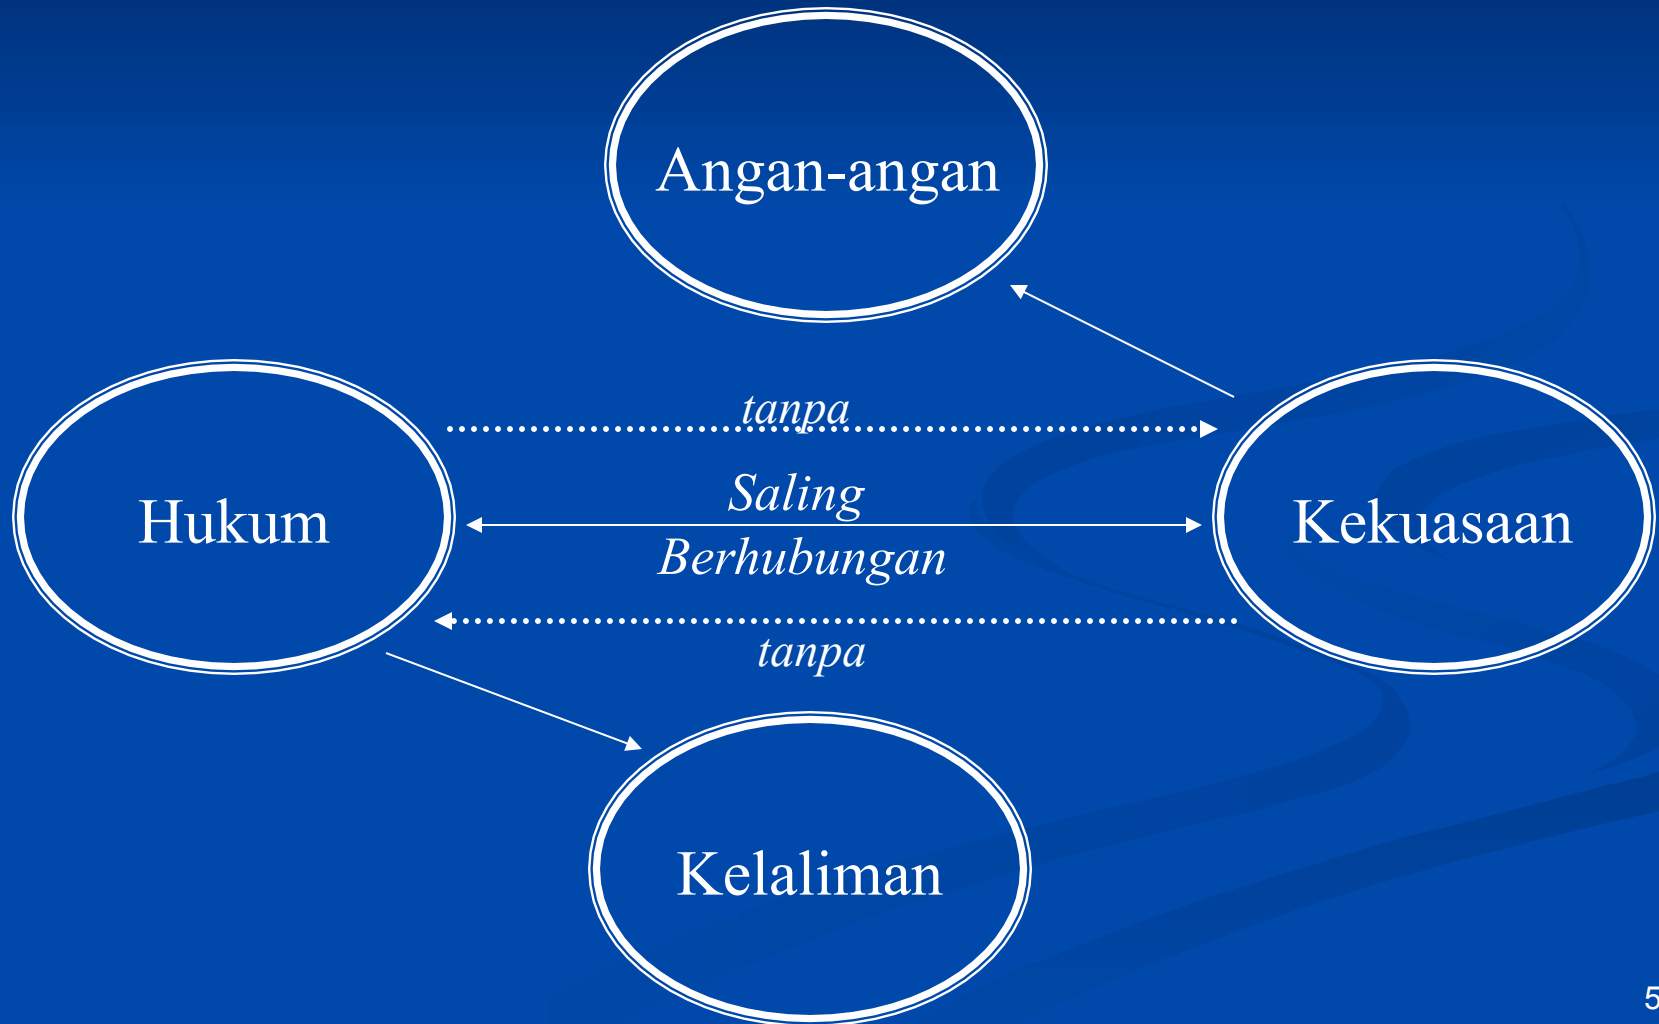 Angan-angan
tanpa
Saling
Hukum
Kekuasaan
Berhubungan
tanpa
Kelaliman
5